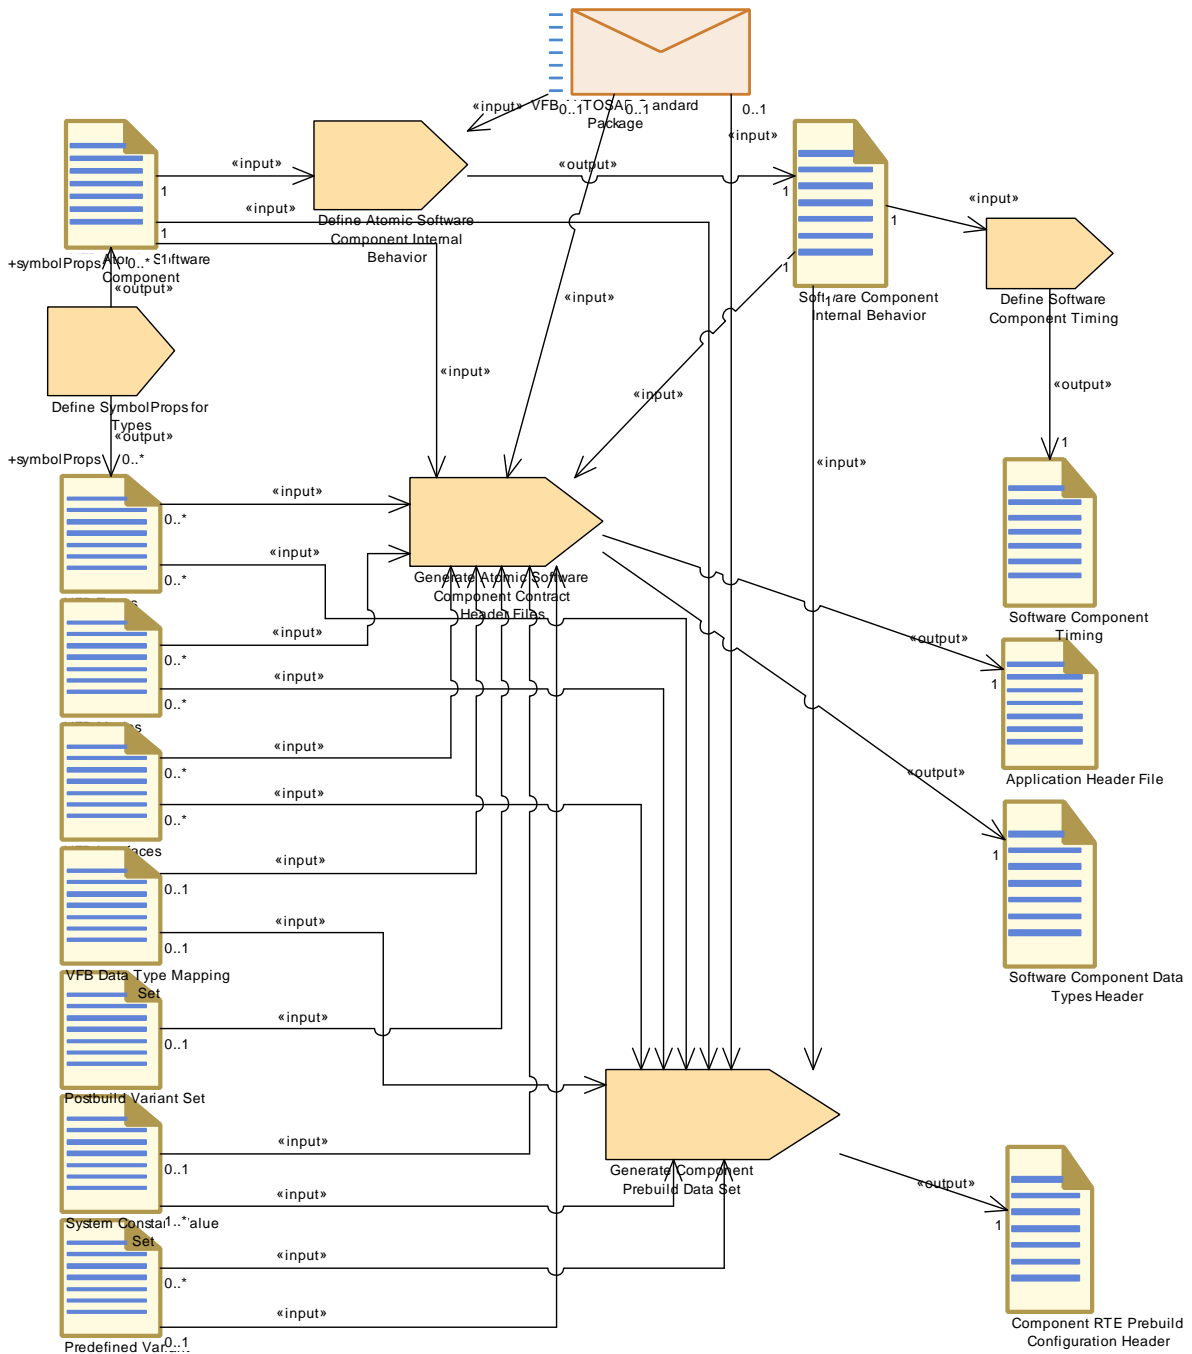 «input»
0..1
0..1
0..1
Package
«input»
«input»
«output»
«input»
1
1
1
Define Atomic Software
Component Internal
Behavior
«input»
«input»
1
1
Software Component
Internal Behavior
Define Software
Component Timing
+symbolProps
0..*
Component
«output»
«input»
Define SymbolProps for
Types
«output»
«input»
«input»
«output»
1
+symbolProps
0..*
«input»
«input»
0..*
«input»
0..*
Generate Atomic Software
Component Contract
Header Files
Software Component
Timing
«input»
0..*
«output»
1
«input»
0..*
«input»
0..*
«output»
Application Header File
«input»
0..*
«input»
0..1
1
«input»
0..1
VFB Data Type Mapping
Set
Software Component Data
Types Header
«input»
0..1
Postbuild Variant Set
«input»
0..1
Generate Component
Prebuild Data Set
«output»
1
«input»
System
Set
1..*
«input»
0..*
«input»
0..1
Predefined
Component RTE Prebuild
Configuration Header